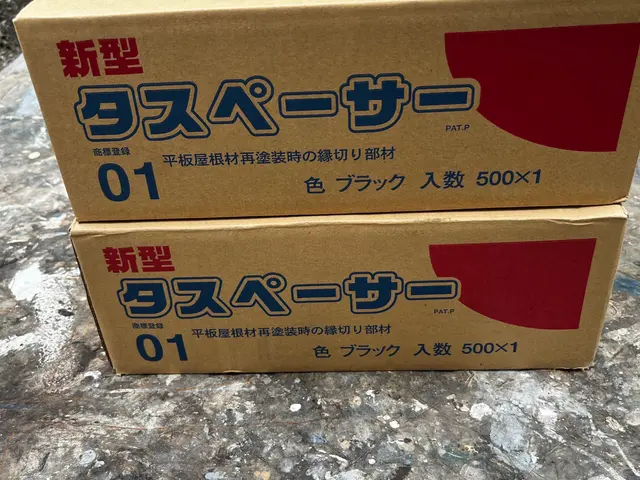 新型
タスペーサー
PAT.P
商標登録
01 平板屋根材再塗装時の縁切り部材
色 ブラック 入数 500×1
新型
タスペーサー
PAT.P
商標登録
01 平板屋根材再塗装時の縁切り部材
色 ブラック 入数 500×1